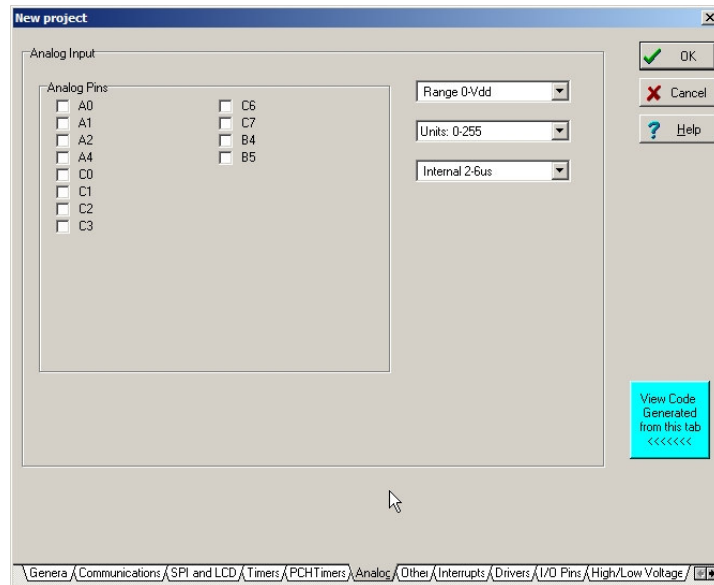 New project
Analog Input
Analog Pins
A0
A1
A2
A4
C0
C1
C2
C3
C6
C7
B4
B5
Range 0-Vdd
Units: 0-255
Internal 2-6us
OK
Cancel
Help
View Code
Generated
from this tab
<<<<<<<
Genera Communications SPI and LCD Timers PCHTimers Analog Other Interrupts Drivers I/O Pins High/Low Voltage